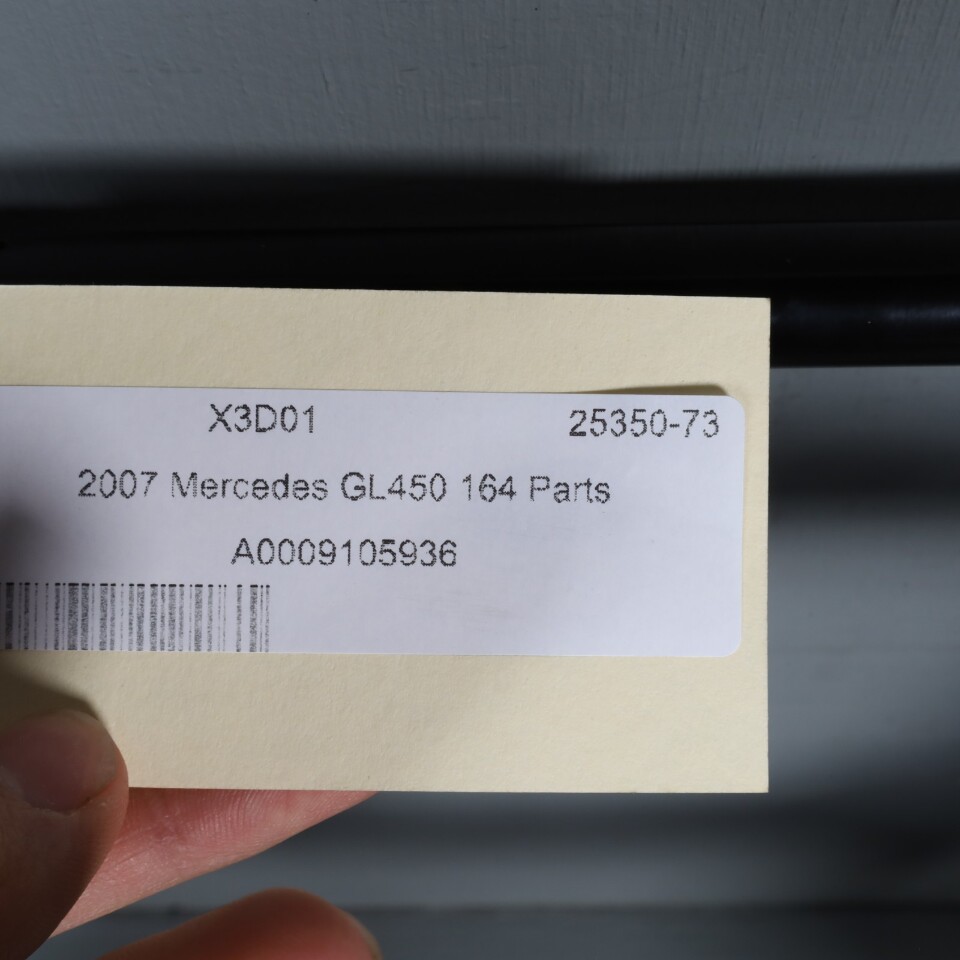 X3D01 25350-73
2007 Mercedes GL450 164 Parts
A0009105936